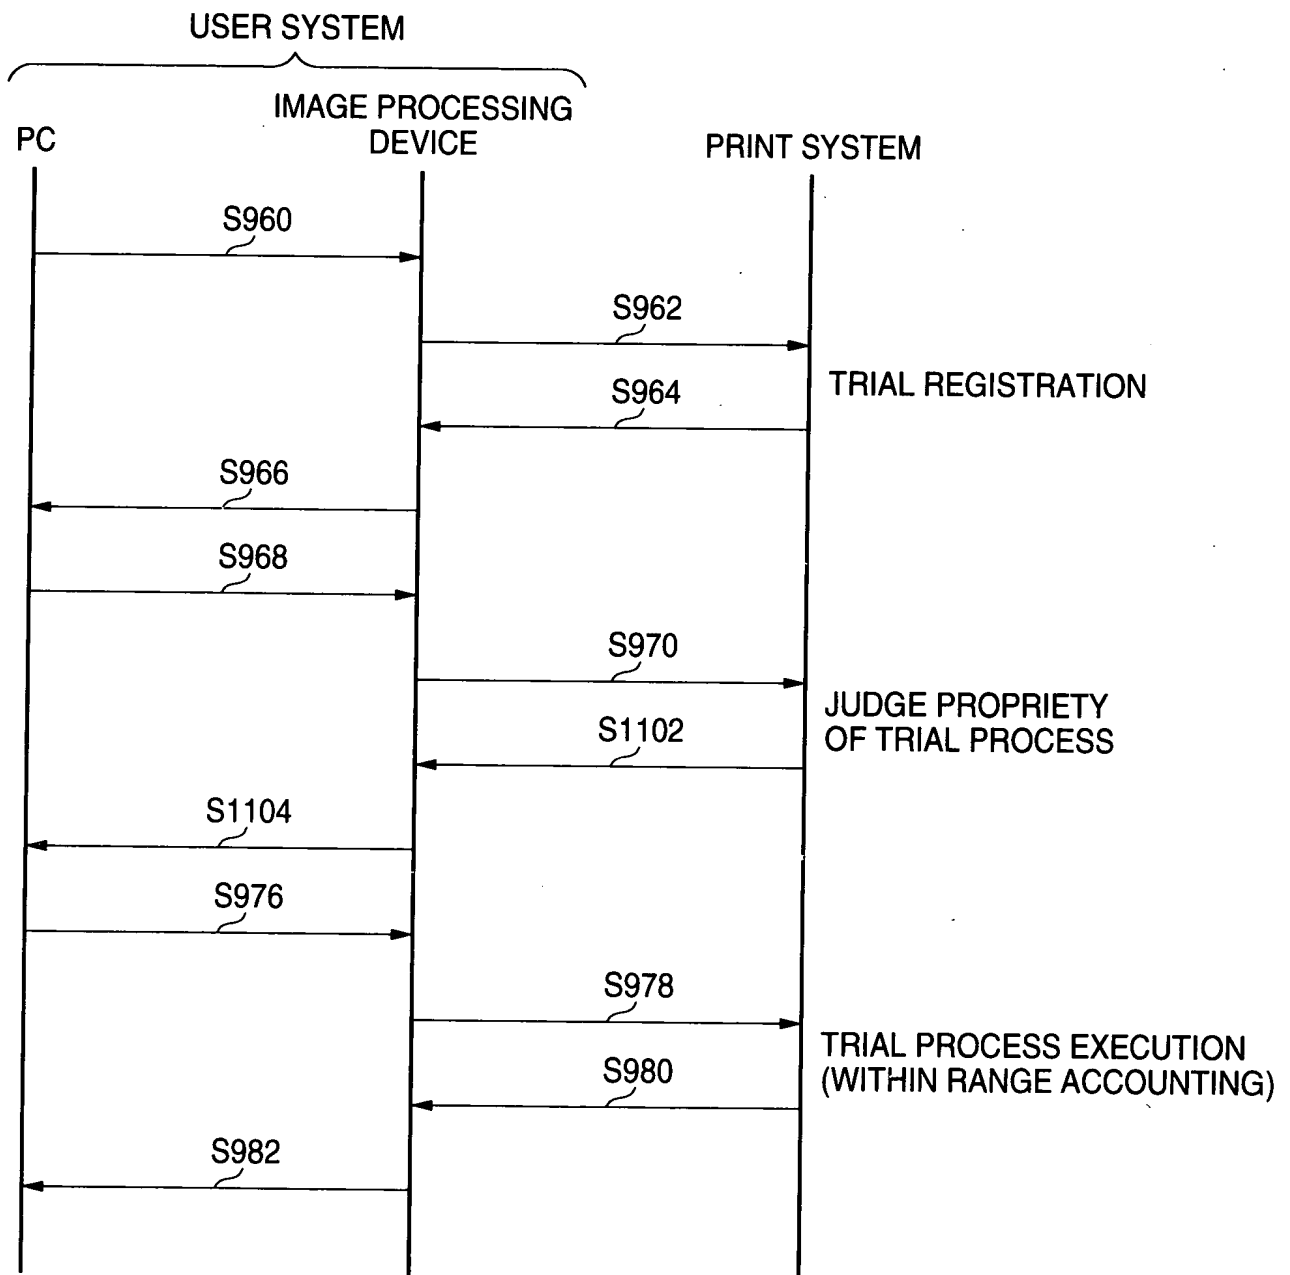 USER SYSTEM
IMAGE PROCESSING
DEVICE
PC
PRINT SYSTEM
S960
S962
TRIAL REGISTRATION
S964
S966
S968
S970
JUDGE PROPRIETY
OF TRIAL PROCESS
S1102
S1104
S976
S978
TRIAL PROCESS EXECUTION
(WITHIN RANGE ACCOUNTING)
S980
S982